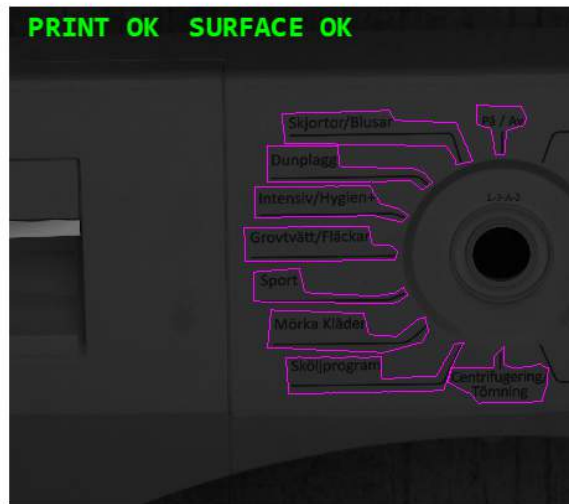 PRINT OK SURFACE OK
På / Av
Skjortor/Blusar
Dunplagg
Intensiv/Hygien+
Grovtvätt/Fläckar
Sport
Mörka Kläder
Sköljprogram
Centrifugering/
Tömning